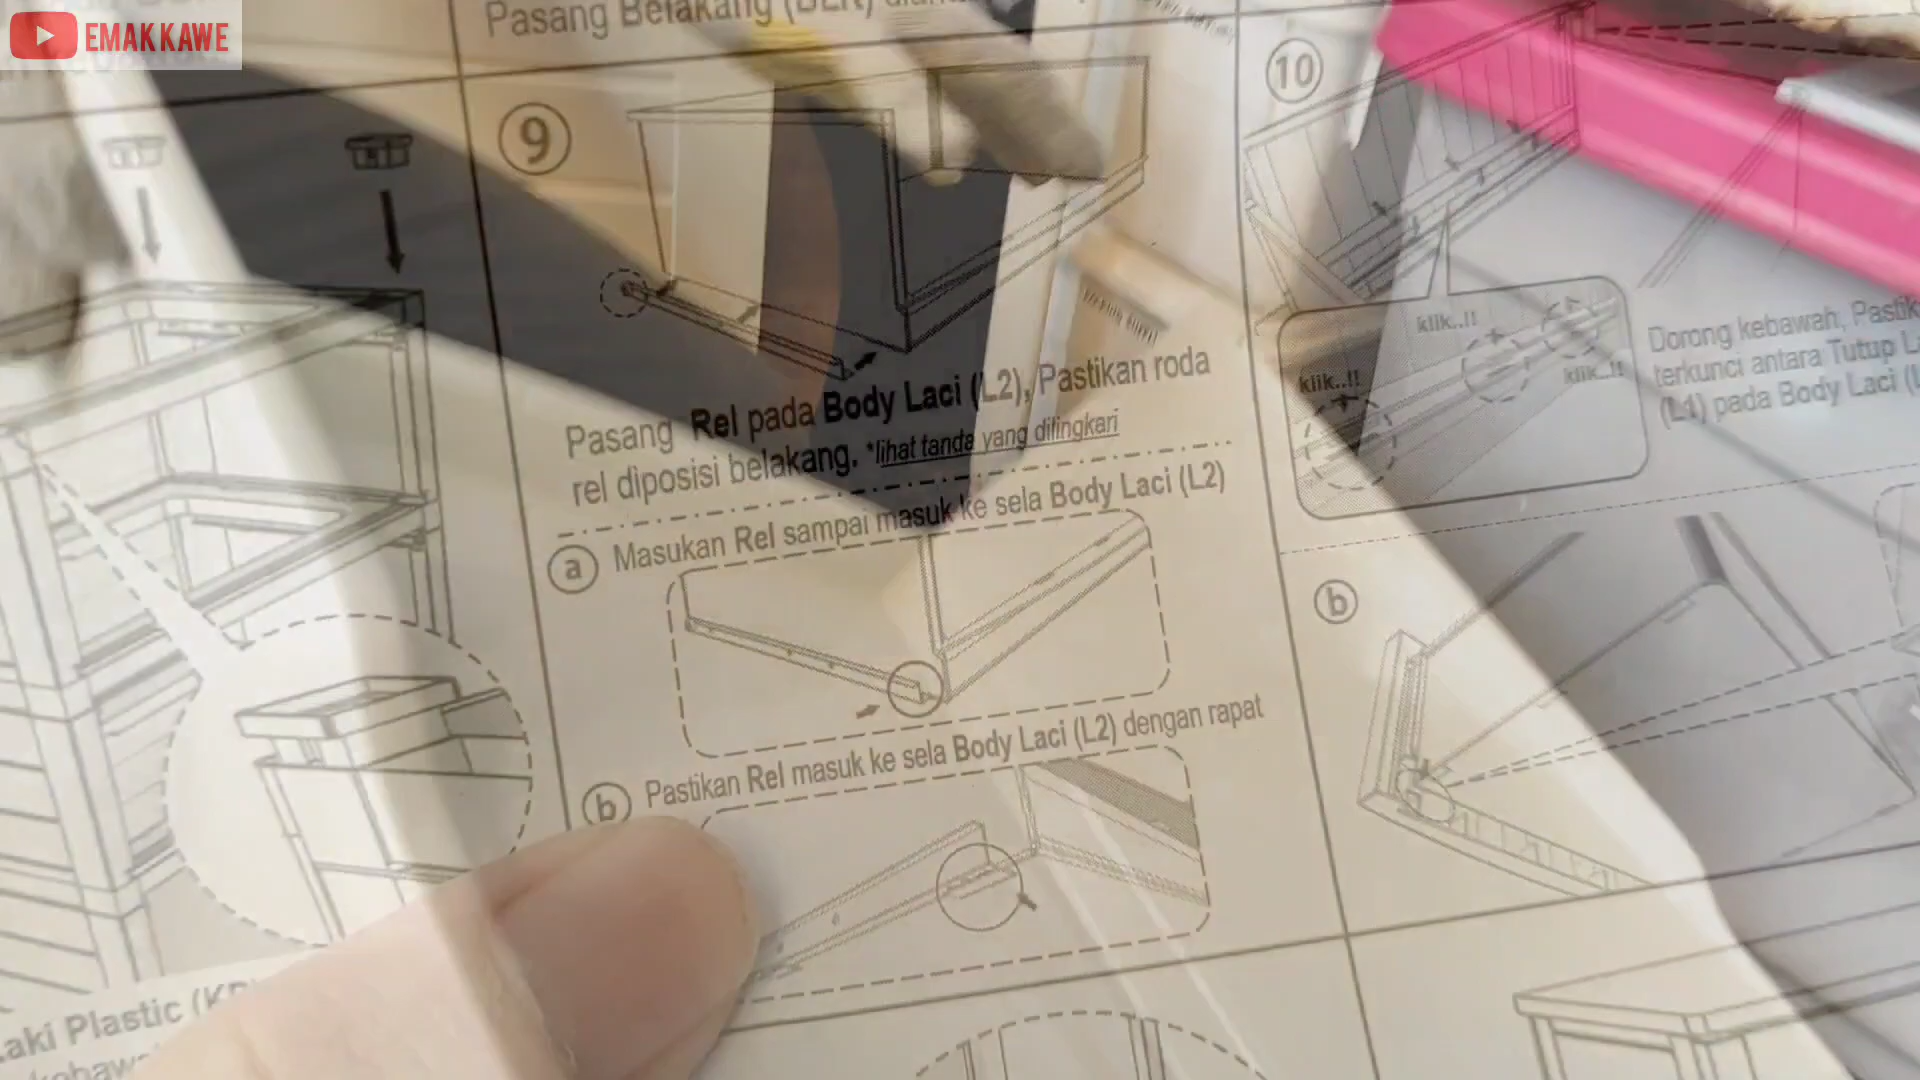 EMAK KAWE
Pasang Belakang
9
Pasang Rel pada Body Laci (L2), Pastikan roda
rel diposisi belakang. *lihat tanda yang dilingkari
a Masukan Rel sampai masuk ke sela Body Laci (L2)
b Pastikan Rel masuk ke sela Body Laci (L2) dengan rapat
10
klik..!!
klik..!!
klik..!!
Dorong kebawah, Pastik
terkunci antara Tutup L
(L1) pada Body Laci (L
b
aki Plastic (K